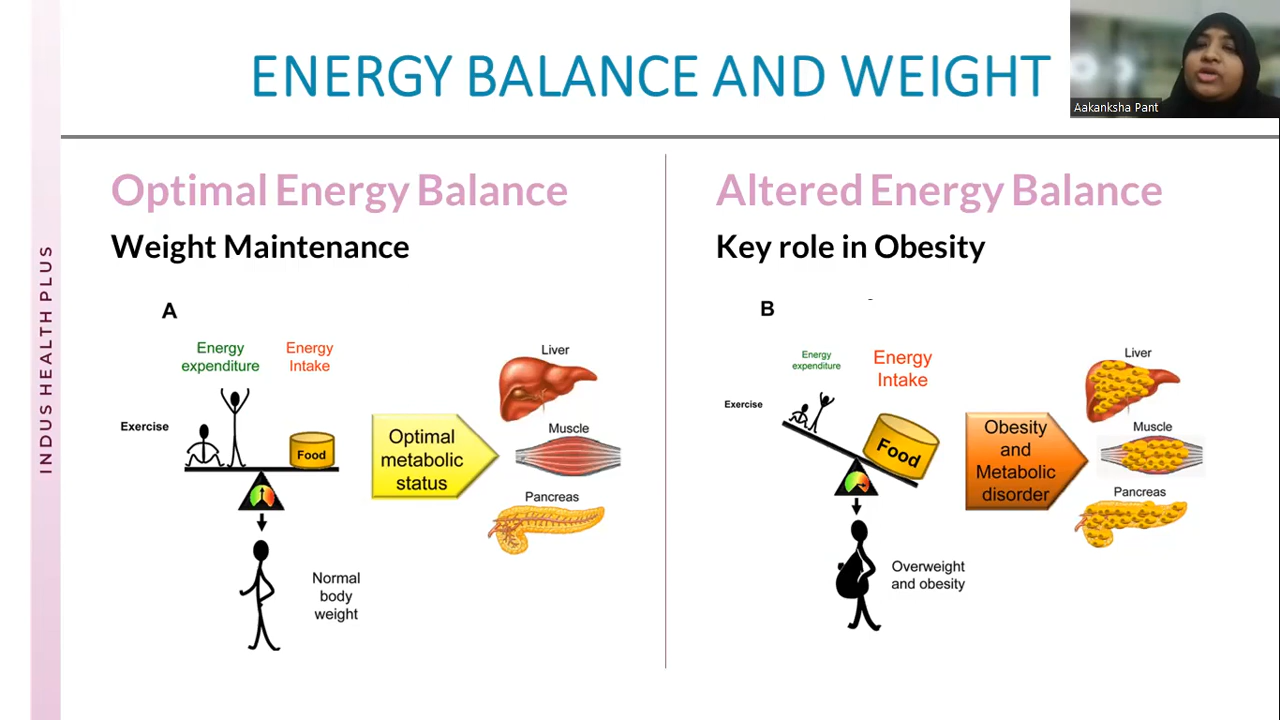 ENERGY BALANCE AND WEIGHT
Aakanksha Pant
INDUS HEALTH PLUS
Optimal Energy Balance
Weight Maintenance
A
Energy
expenditure
Energy
Intake
Exercise
Food
Optimal
metabolic
status
Liver
Muscle
Pancreas
Normal
body
weight
Altered Energy Balance
Key role in Obesity
B
Energy
expenditure
Energy
Intake
Exercise
Food
Obesity
and
Metabolic
disorder
Liver
Muscle
Pancreas
Overweight
and obesity